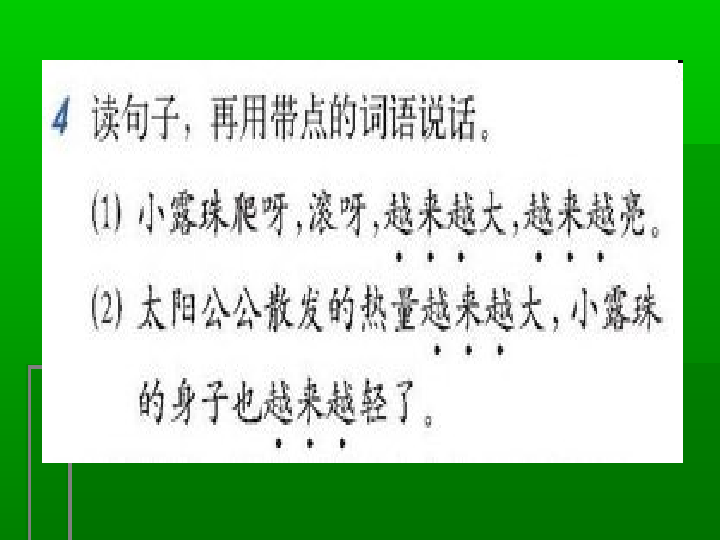 4 读句子，再用带点的词语说话。
(1) 小露珠爬呀，滚呀，越来越大，越来越亮。
(2) 太阳公公散发的热量越来越大，小露珠
的身子也越来越轻了。